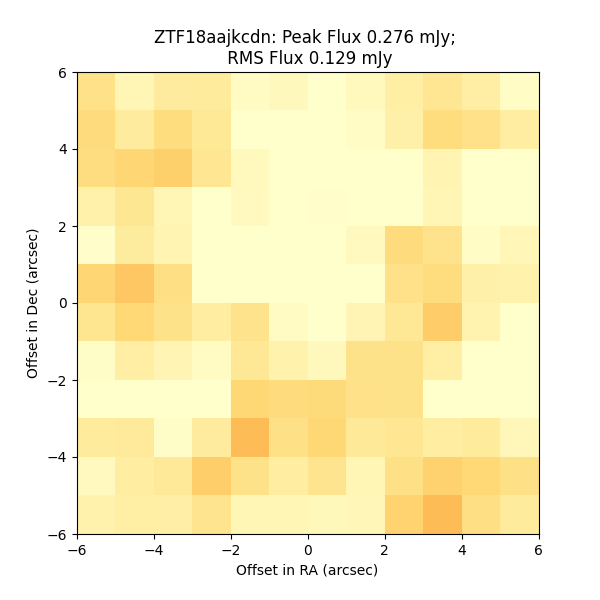 ZTF18aajkcdn: Peak Flux 0.276 mJy;
RMS Flux 0.129 mJy
6
4
2
0
−2
−4
−6
Offset in Dec (arcsec)
−6 −4 −2 0 2 4 6
Offset in RA (arcsec)